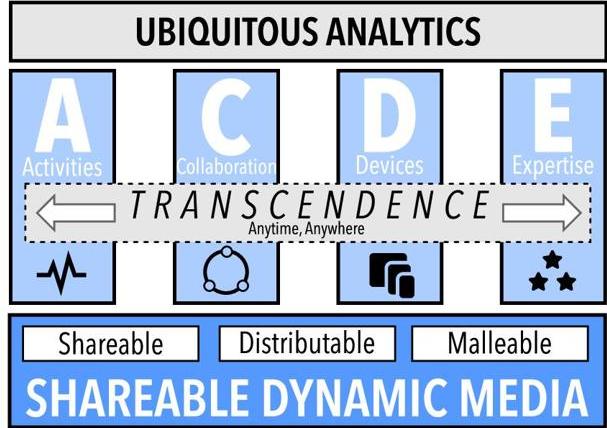 UBIQUITOUS ANALYTICS
A C D E
Activities Collaboration Devices Expertise
TRANSCENDENCE
Anytime, Anywhere
Shareable Distributable Malleable
SHAREABLE DYNAMIC MEDIA